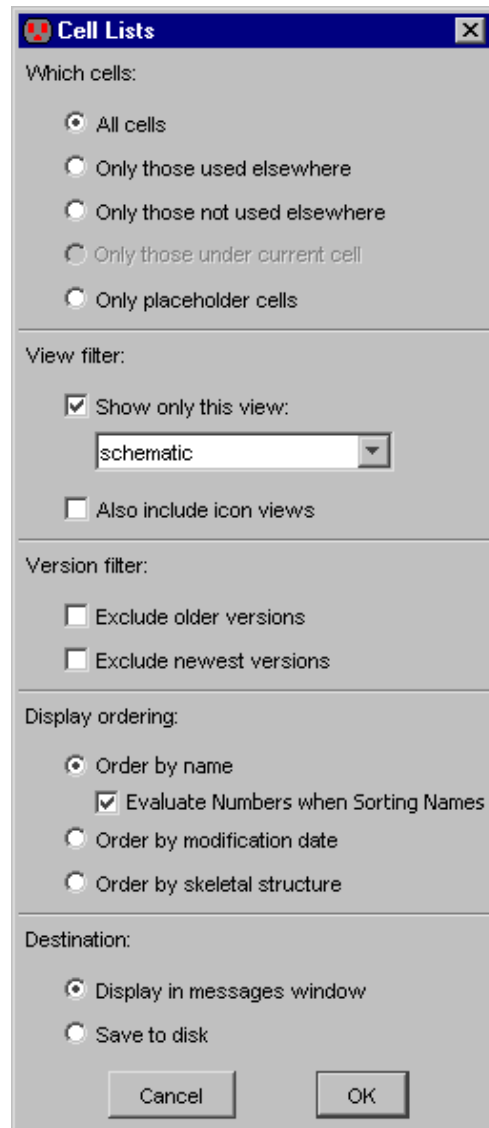 Cell Lists
Which cells:
All cells
Only those used elsewhere
Only those not used elsewhere
Only those under current cell
Only placeholder cells
View filter:
Show only this view:
schematic
Also include icon views
Version filter:
Exclude older versions
Exclude newest versions
Display ordering:
Order by name
Evaluate Numbers when Sorting Names
Order by modification date
Order by skeletal structure
Destination:
Display in messages window
Save to disk
Cancel OK